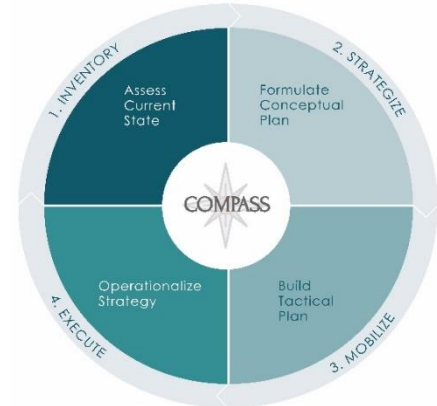 1. INVENTORY
Assess
Current
State
2. STRATEGIZE
Formulate
Conceptual
Plan
COMPASS
Build
Tactical
Plan
3. MOBILIZE
Operationalize
Strategy
4. EXECUTE